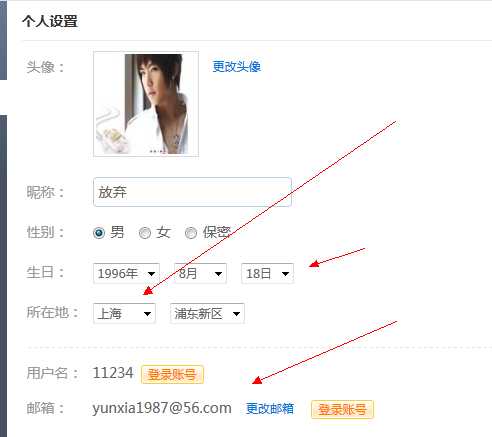 个人设置
头像： 更改头像
昵称： 放弃
性别： 男 女 保密
生日： 1996年 8月 18日
所在地： 上海 浦东新区
用户名： 11234 登录账号
邮箱： yunxia1987@56.com 更改邮箱 登录账号